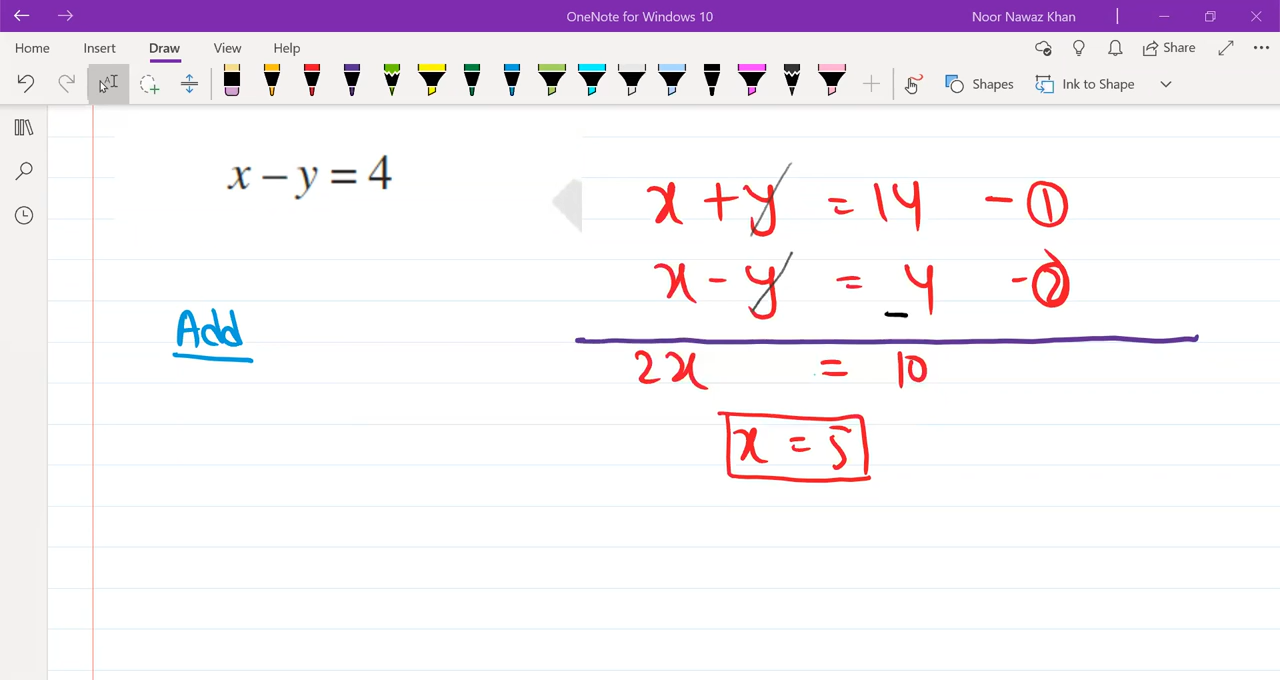 OneNote for Windows 10
Noor Nawaz Khan
Home Insert Draw View Help
Share
Shapes
Ink to Shape
x − y = 4
x + y = 14 - ①
x - y = 4 - ②
Add
2x = 10
x = 5